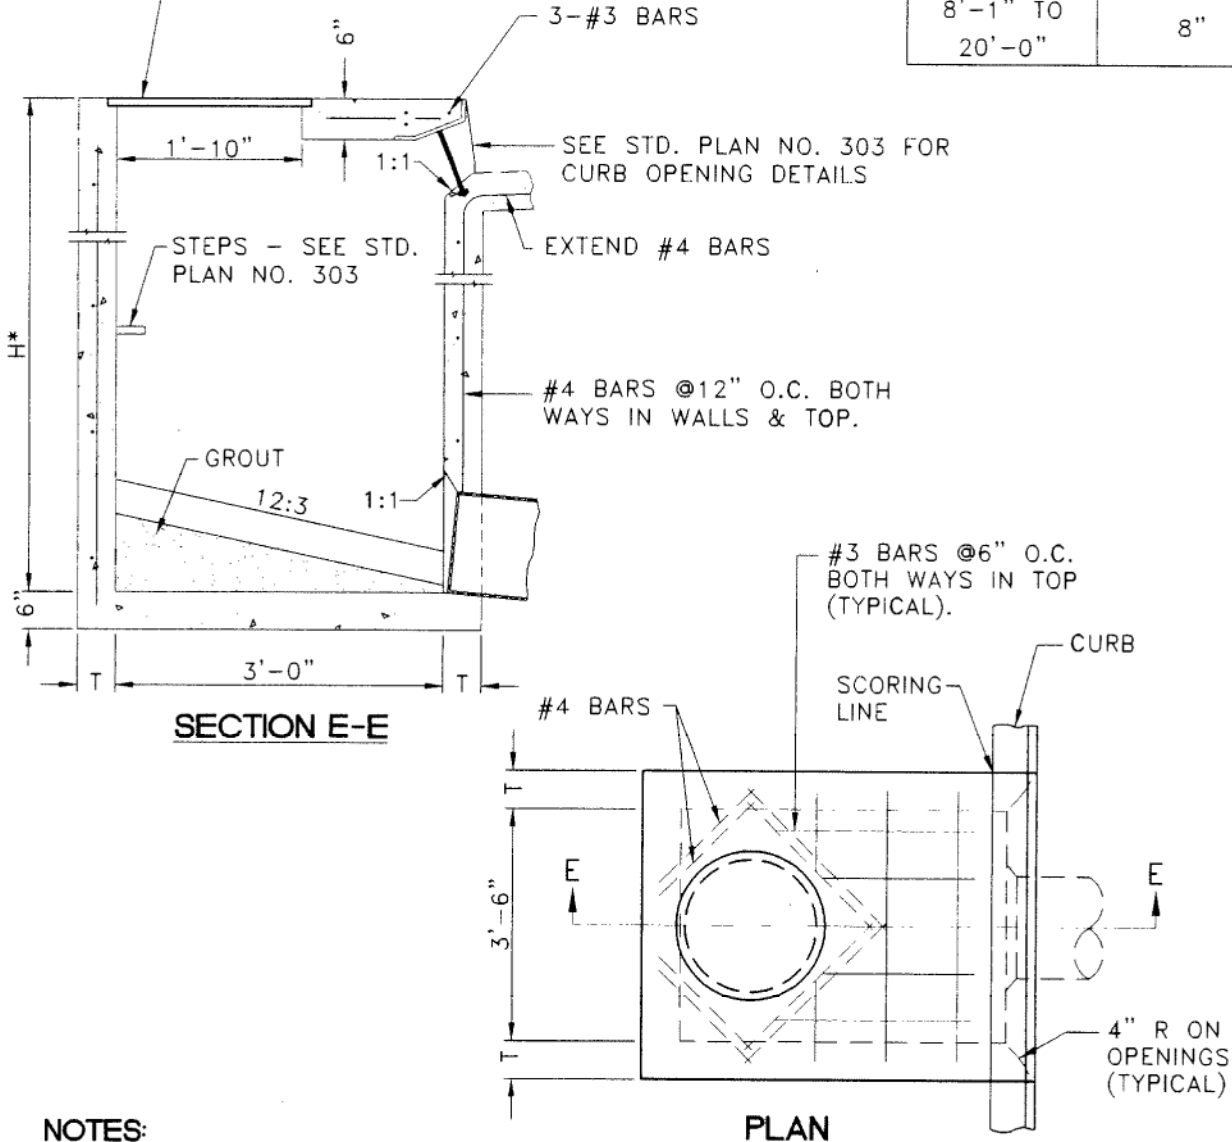 3-#3 BARS
8'-1" TO
20'-0"
8"
6"
1'-10"
1:1
SEE STD. PLAN NO. 303 FOR
CURB OPENING DETAILS
STEPS - SEE STD.
PLAN NO. 303
EXTEND #4 BARS
H*
#4 BARS @12" O.C. BOTH
WAYS IN WALLS & TOP.
GROUT
12:3
1:1
6"
T
3'-0"
T
SECTION E-E
#3 BARS @6" O.C.
BOTH WAYS IN TOP
(TYPICAL).
CURB
SCORING
LINE
#4 BARS
T
3'-6"
T
E
E
4" R ON
OPENINGS
(TYPICAL)
NOTES:
PLAN